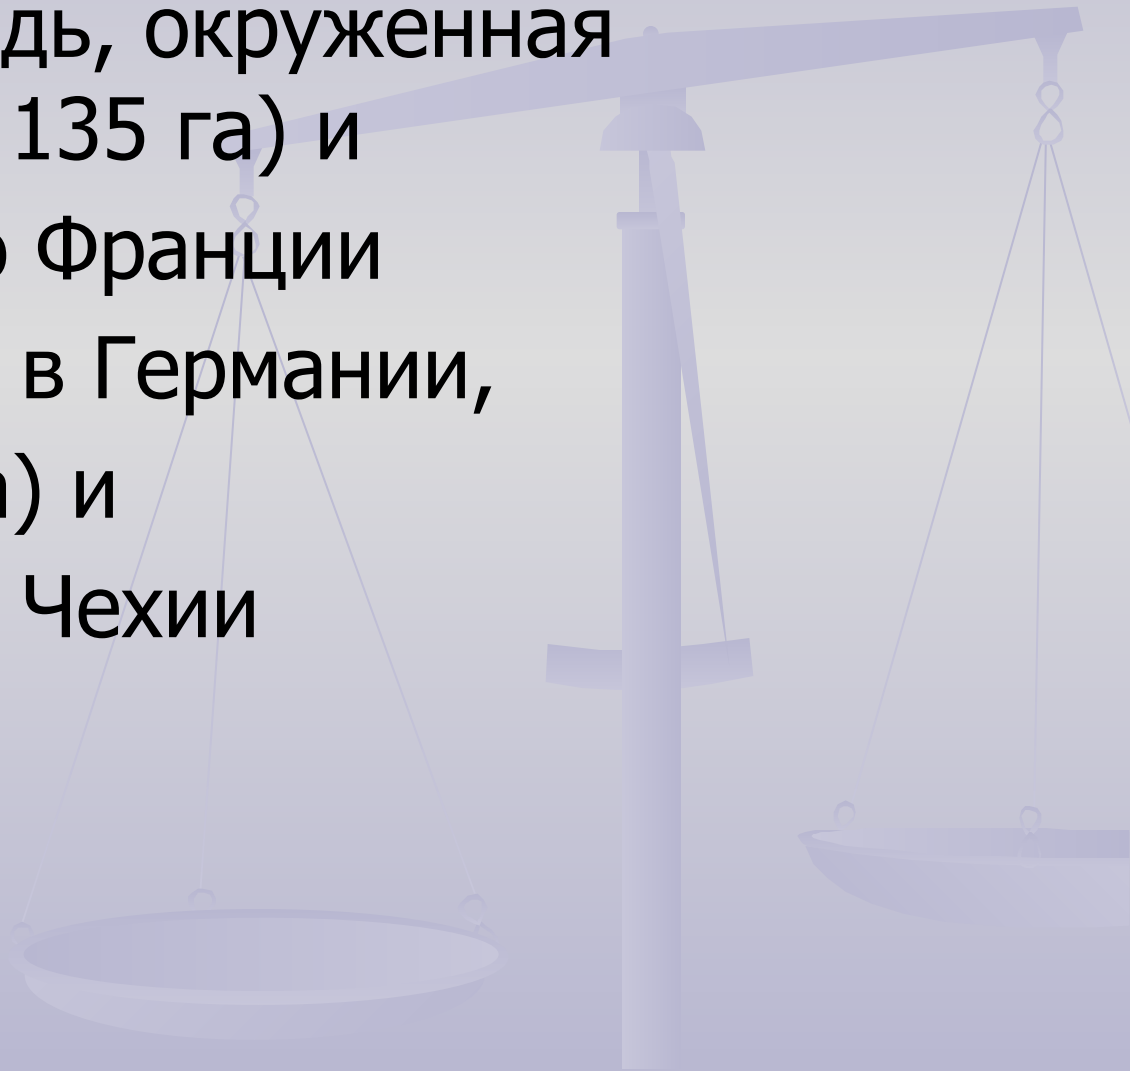 дь, окруженная
135 га) и
Франции
в Германии,
) и
Чехии